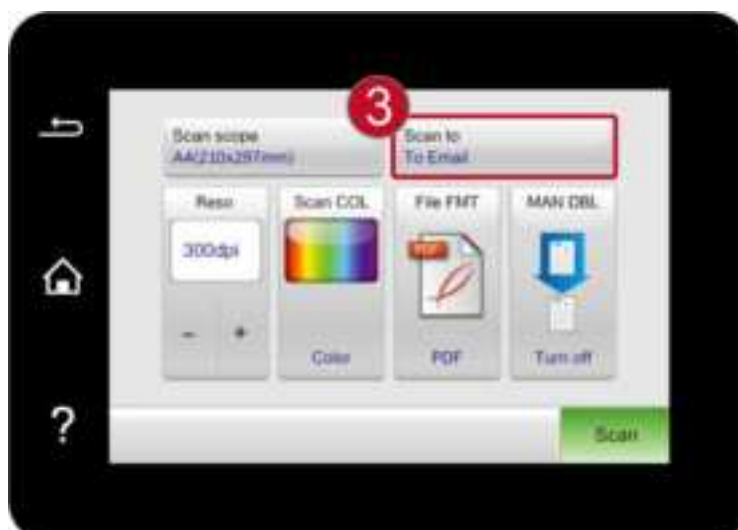 3
Scan scope
A4(210x297mm)
Scan to
To Email
Reso
300dpi
- +
Scan COL
Color
File FMT
PDF
PDF
MAN DBL
Turn off
?
Scan